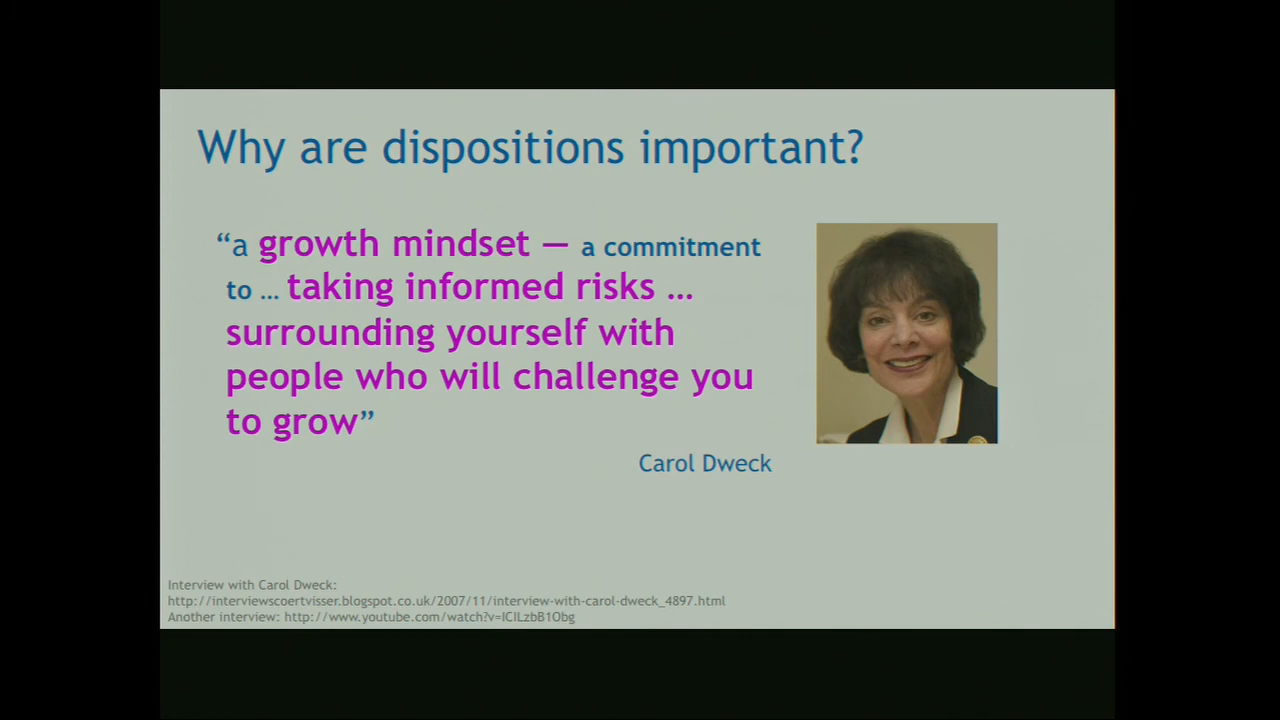 Why are dispositions important?
“a growth mindset — a commitment
to … taking informed risks …
surrounding yourself with
people who will challenge you
to grow”
Carol Dweck
Interview with Carol Dweck:
http://interviewscoertvisser.blogspot.co.uk/2007/11/interview-with-carol-dweck_4897.html
Another interview: http://www.youtube.com/watch?v=ICILzbB1Obg